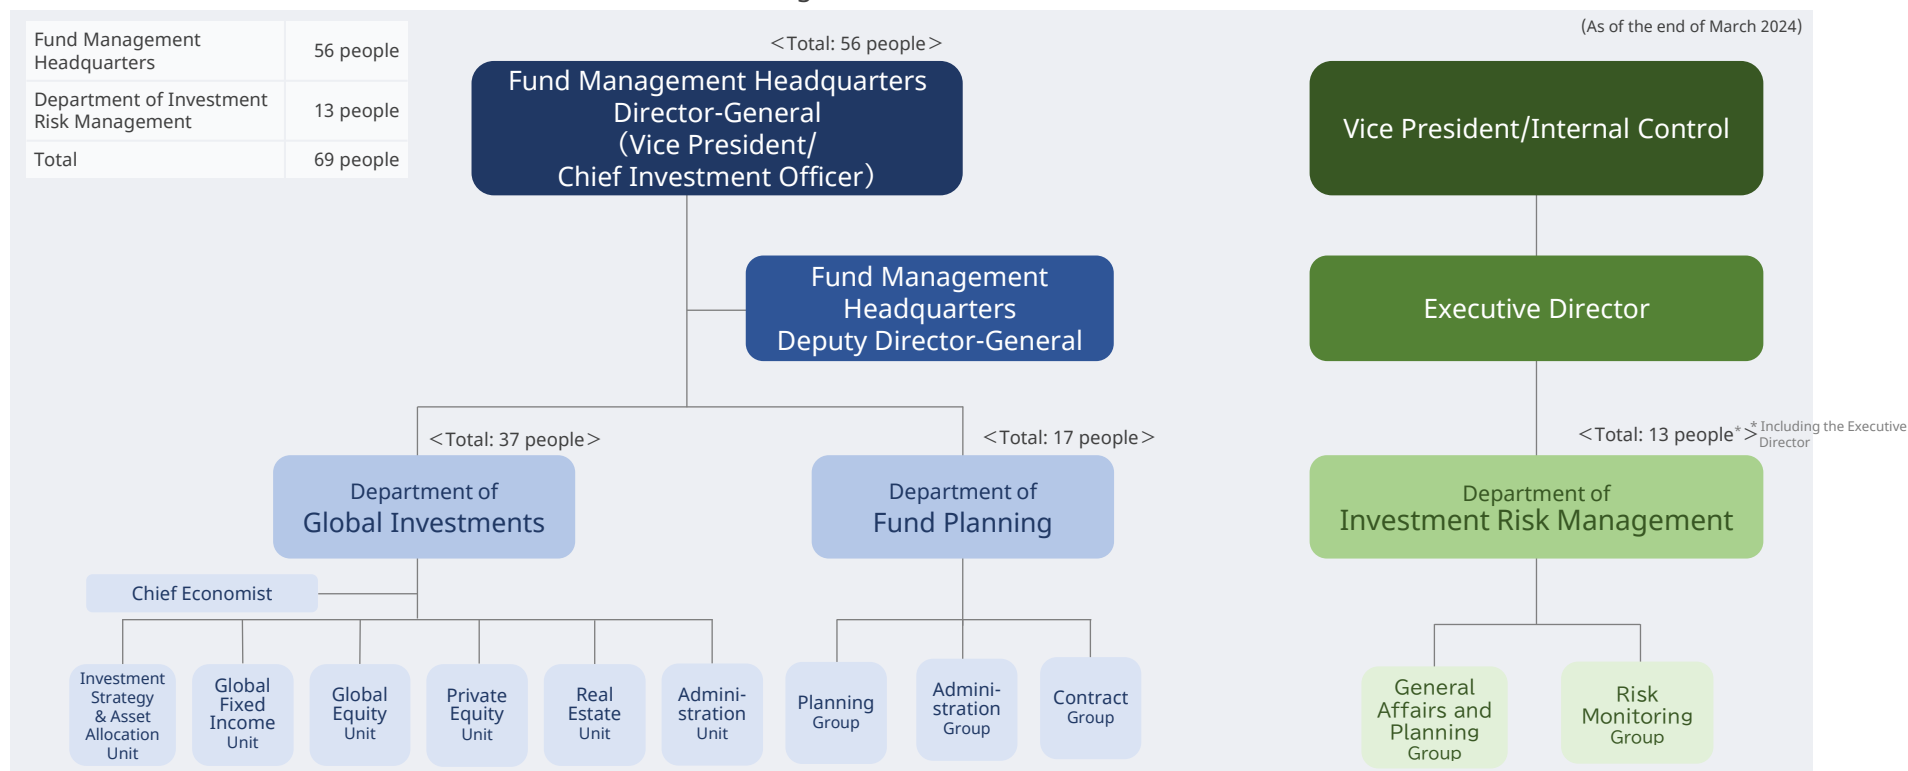 (As of the end of March 2024)
Fund Management
Headquarters
56 people
Department of Investment
Risk Management
13 people
Total
69 people
<Total: 56 people>
Fund Management Headquarters
Director-General
(Vice President/
Chief Investment Officer)
Vice President/Internal Control
Fund Management
Headquarters
Deputy Director-General
Executive Director
<Total: 37 people>
<Total: 17 people>
<Total: 13 people*>
* Including the Executive
Director
Department of
Global Investments
Department of
Fund Planning
Department of
Investment Risk Management
Chief Economist
Investment
Strategy
& Asset
Allocation
Unit
Global
Fixed
Income
Unit
Global
Equity
Unit
Private
Equity
Unit
Real
Estate
Unit
Admini-
stration
Unit
Planning
Group
Admini-
stration
Group
Contract
Group
General
Affairs and
Planning
Group
Risk
Monitoring
Group